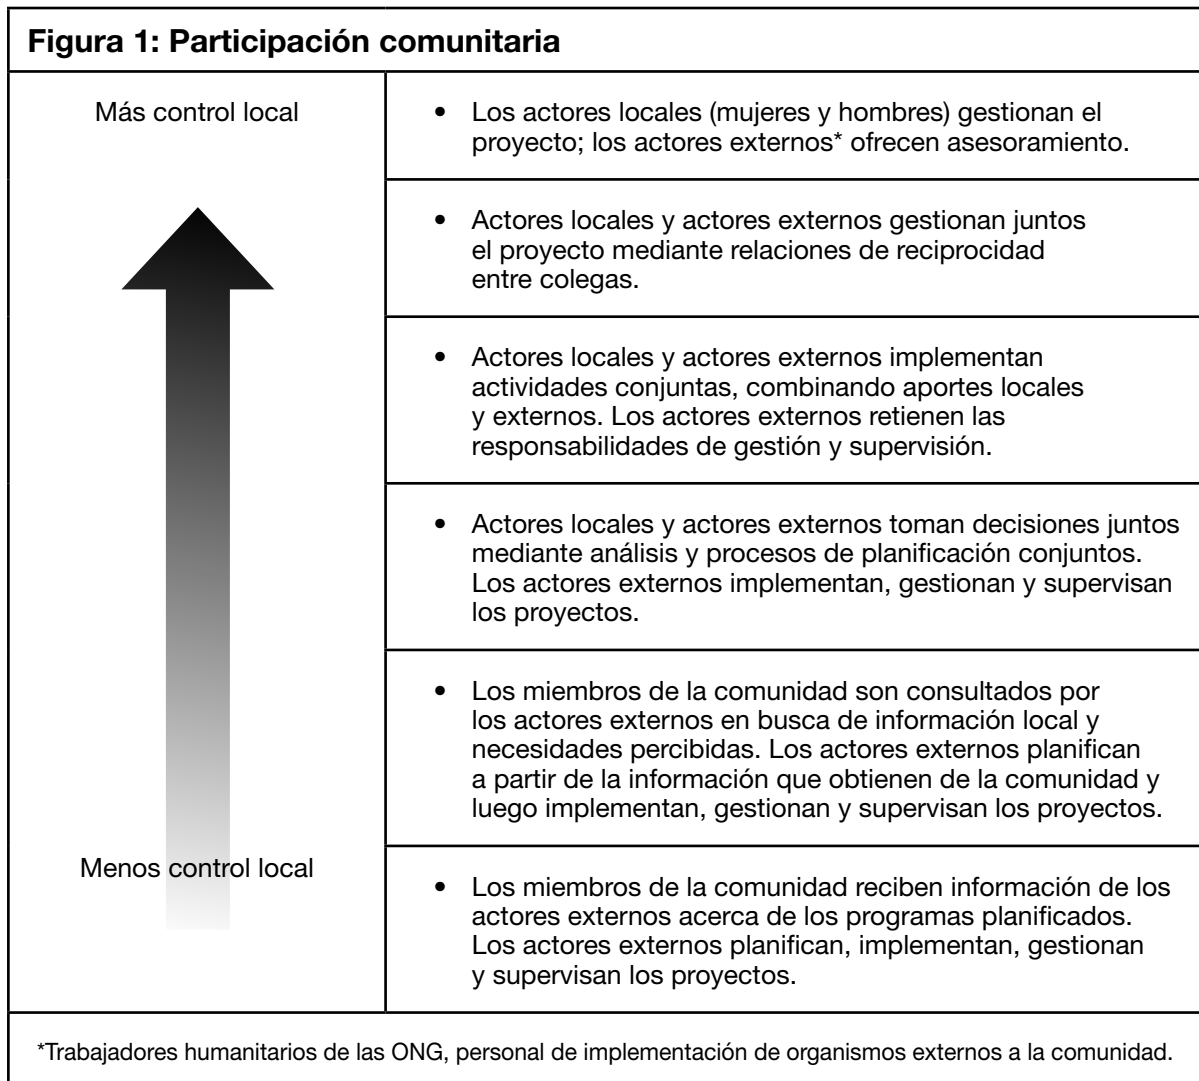 Figura 1: Participación comunitaria
Más control local
• Los actores locales (mujeres y hombres) gestionan el
proyecto; los actores externos* ofrecen asesoramiento.
• Actores locales y actores externos gestionan juntos
el proyecto mediante relaciones de reciprocidad
entre colegas.
• Actores locales y actores externos implementan
actividades conjuntas, combinando aportes locales
y externos. Los actores externos retienen las
responsabilidades de gestión y supervisión.
• Actores locales y actores externos toman decisiones juntos
mediante análisis y procesos de planificación conjuntos.
Los actores externos implementan, gestionan y supervisan
los proyectos.
• Los miembros de la comunidad son consultados por
los actores externos en busca de información local y
necesidades percibidas. Los actores externos planifican
a partir de la información que obtienen de la comunidad y
luego implementan, gestionan y supervisan los proyectos.
Menos control local
• Los miembros de la comunidad reciben información de los
actores externos acerca de los programas planificados.
Los actores externos planifican, implementan, gestionan
y supervisan los proyectos.
*Trabajadores humanitarios de las ONG, personal de implementación de organismos externos a la comunidad.